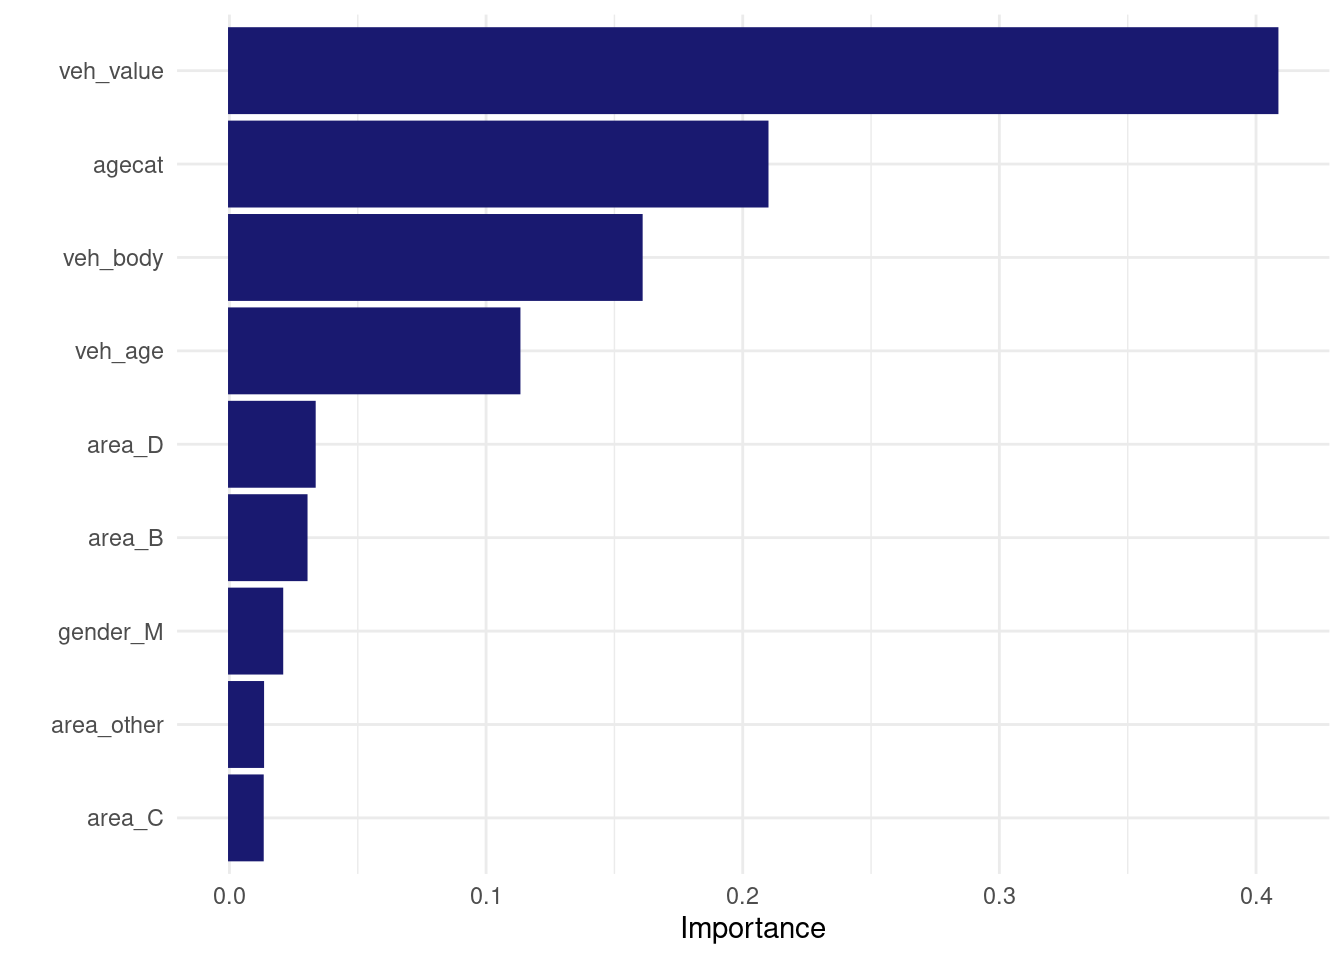 veh_value
agecat
veh_body
veh_age
area_D
area_B
gender_M
area_other
area_C
0.0 0.1 0.2 0.3 0.4
Importance